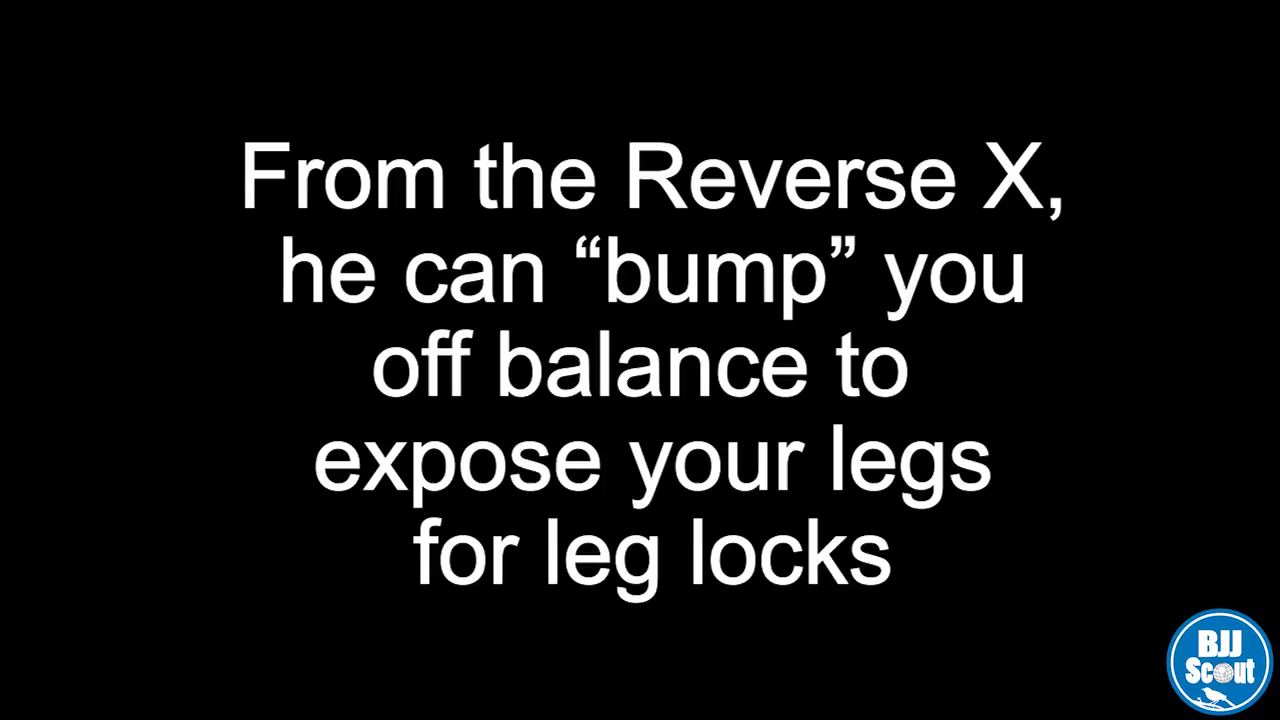 From the Reverse X,
he can “bump” you
off balance to
expose your legs
for leg locks
BJJ
Scout